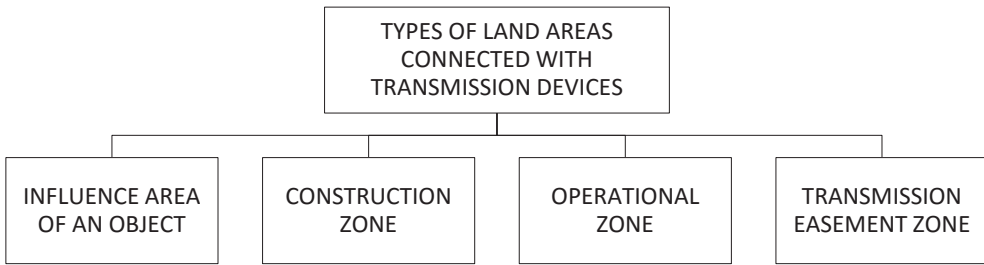 TYPES OF LAND AREAS
CONNECTED WITH
TRANSMISSION DEVICES
INFLUENCE AREA
OF AN OBJECT
CONSTRUCTION
ZONE
OPERATIONAL
ZONE
TRANSMISSION
EASEMENT ZONE